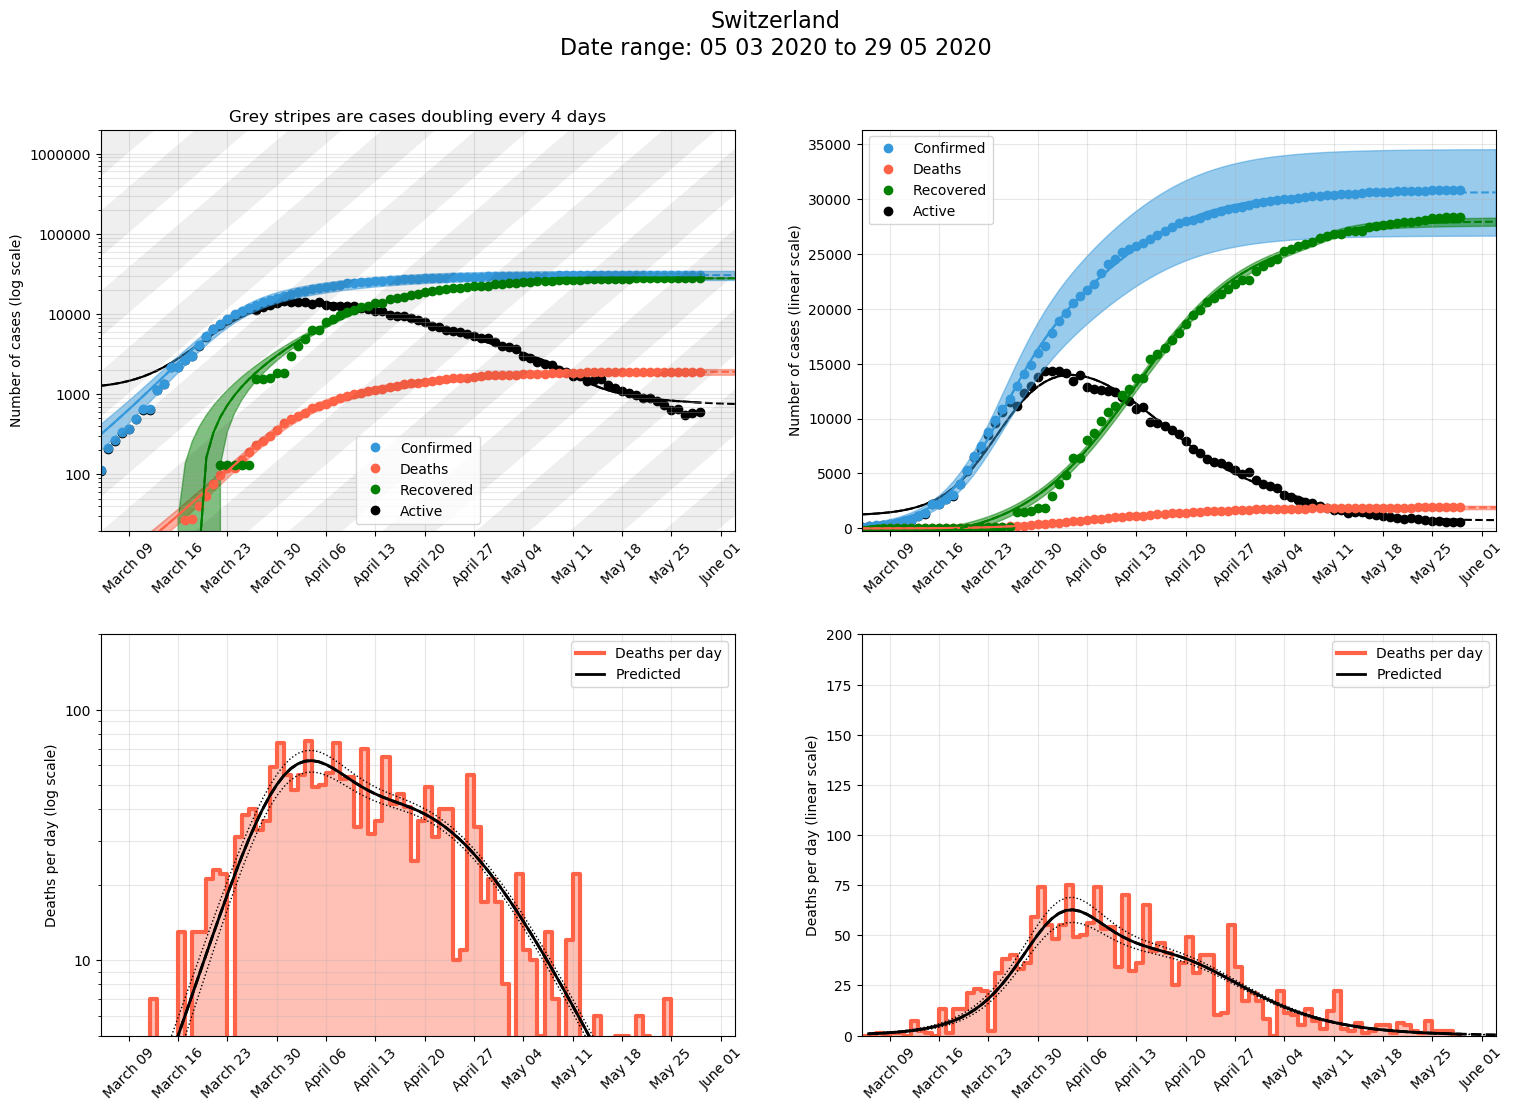 Switzerland
Date range: 05 03 2020 to 29 05 2020
Grey stripes are cases doubling every 4 days
Number of cases (log scale)
1000000
100000
10000
1000
100
Confirmed
Deaths
Recovered
Active
March 09
March 16
March 23
March 30
April 06
April 13
April 20
April 27
May 04
May 11
May 18
May 25
June 01
Number of cases (linear scale)
35000
30000
25000
20000
15000
10000
5000
0
Confirmed
Deaths
Recovered
Active
March 09
March 16
March 23
March 30
April 06
April 13
April 20
April 27
May 04
May 11
May 18
May 25
June 01
Deaths per day (log scale)
100
10
Deaths per day
Predicted
March 09
March 16
March 23
March 30
April 06
April 13
April 20
April 27
May 04
May 11
May 18
May 25
June 01
Deaths per day (linear scale)
200
175
150
125
100
75
50
25
0
Deaths per day
Predicted
March 09
March 16
March 23
March 30
April 06
April 13
April 20
April 27
May 04
May 11
May 18
May 25
June 01